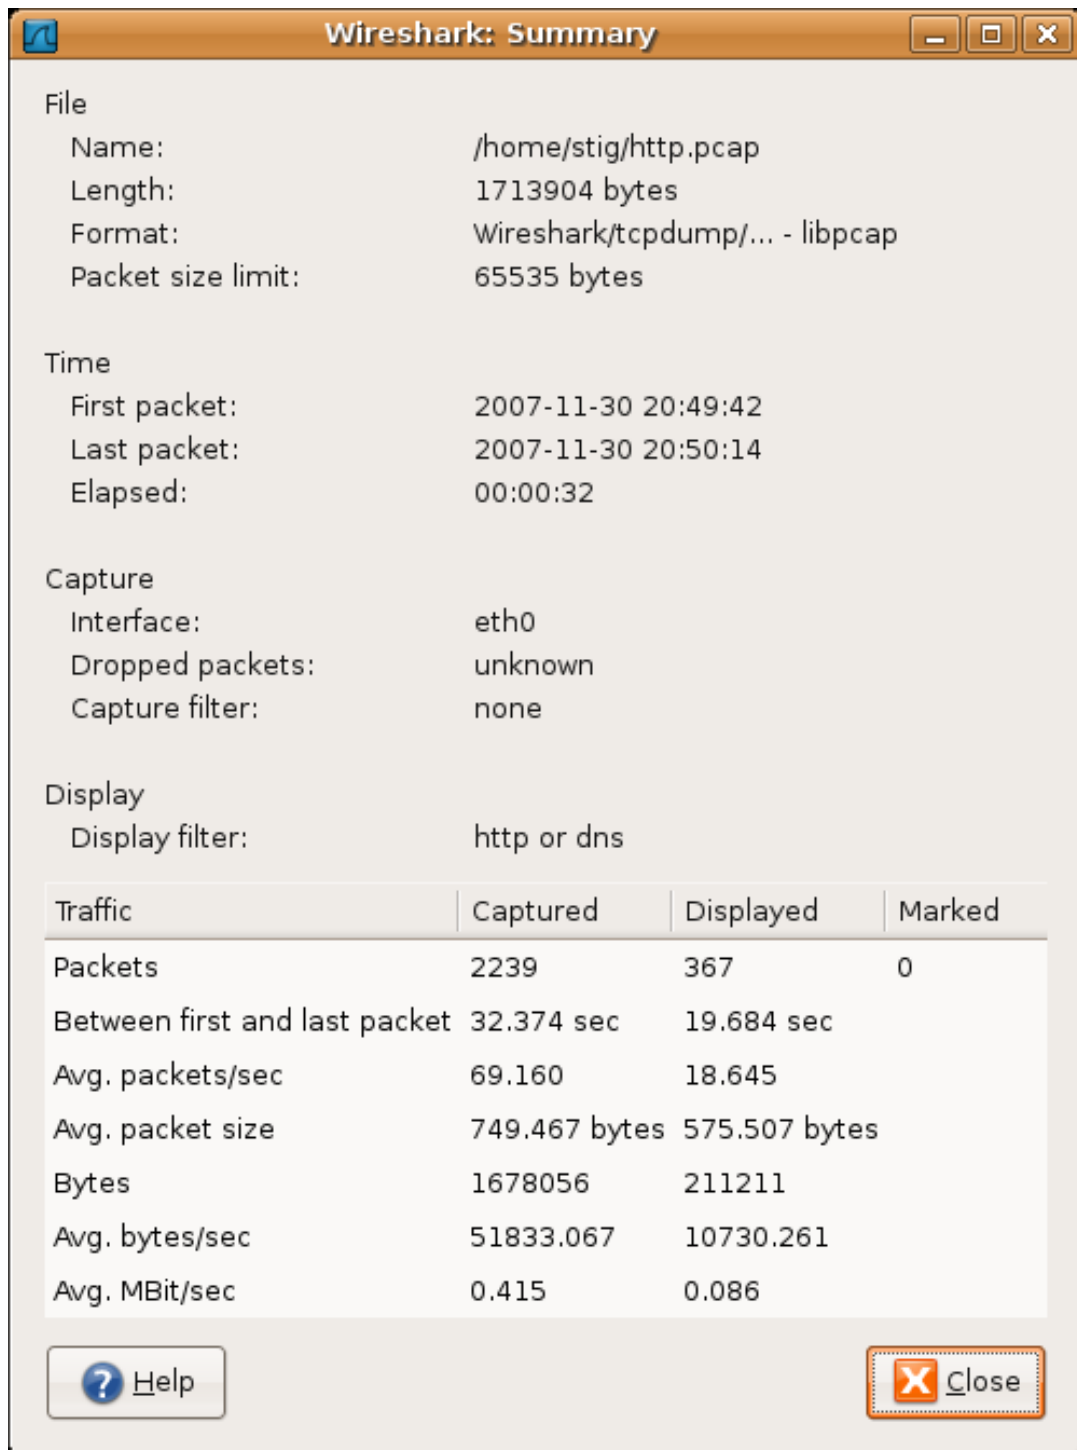 Wireshark: Summary
File
Name: /home/stig/http.pcap
Length: 1713904 bytes
Format: Wireshark/tcpdump/... - libpcap
Packet size limit: 65535 bytes
Time
First packet: 2007-11-30 20:49:42
Last packet: 2007-11-30 20:50:14
Elapsed: 00:00:32
Capture
Interface: eth0
Dropped packets: unknown
Capture filter: none
Display
Display filter: http or dns
Traffic Captured Displayed Marked
Packets 2239 367 0
Between first and last packet 32.374 sec 19.684 sec
Avg. packets/sec 69.160 18.645
Avg. packet size 749.467 bytes 575.507 bytes
Bytes 1678056 211211
Avg. bytes/sec 51833.067 10730.261
Avg. MBit/sec 0.415 0.086
Help Close